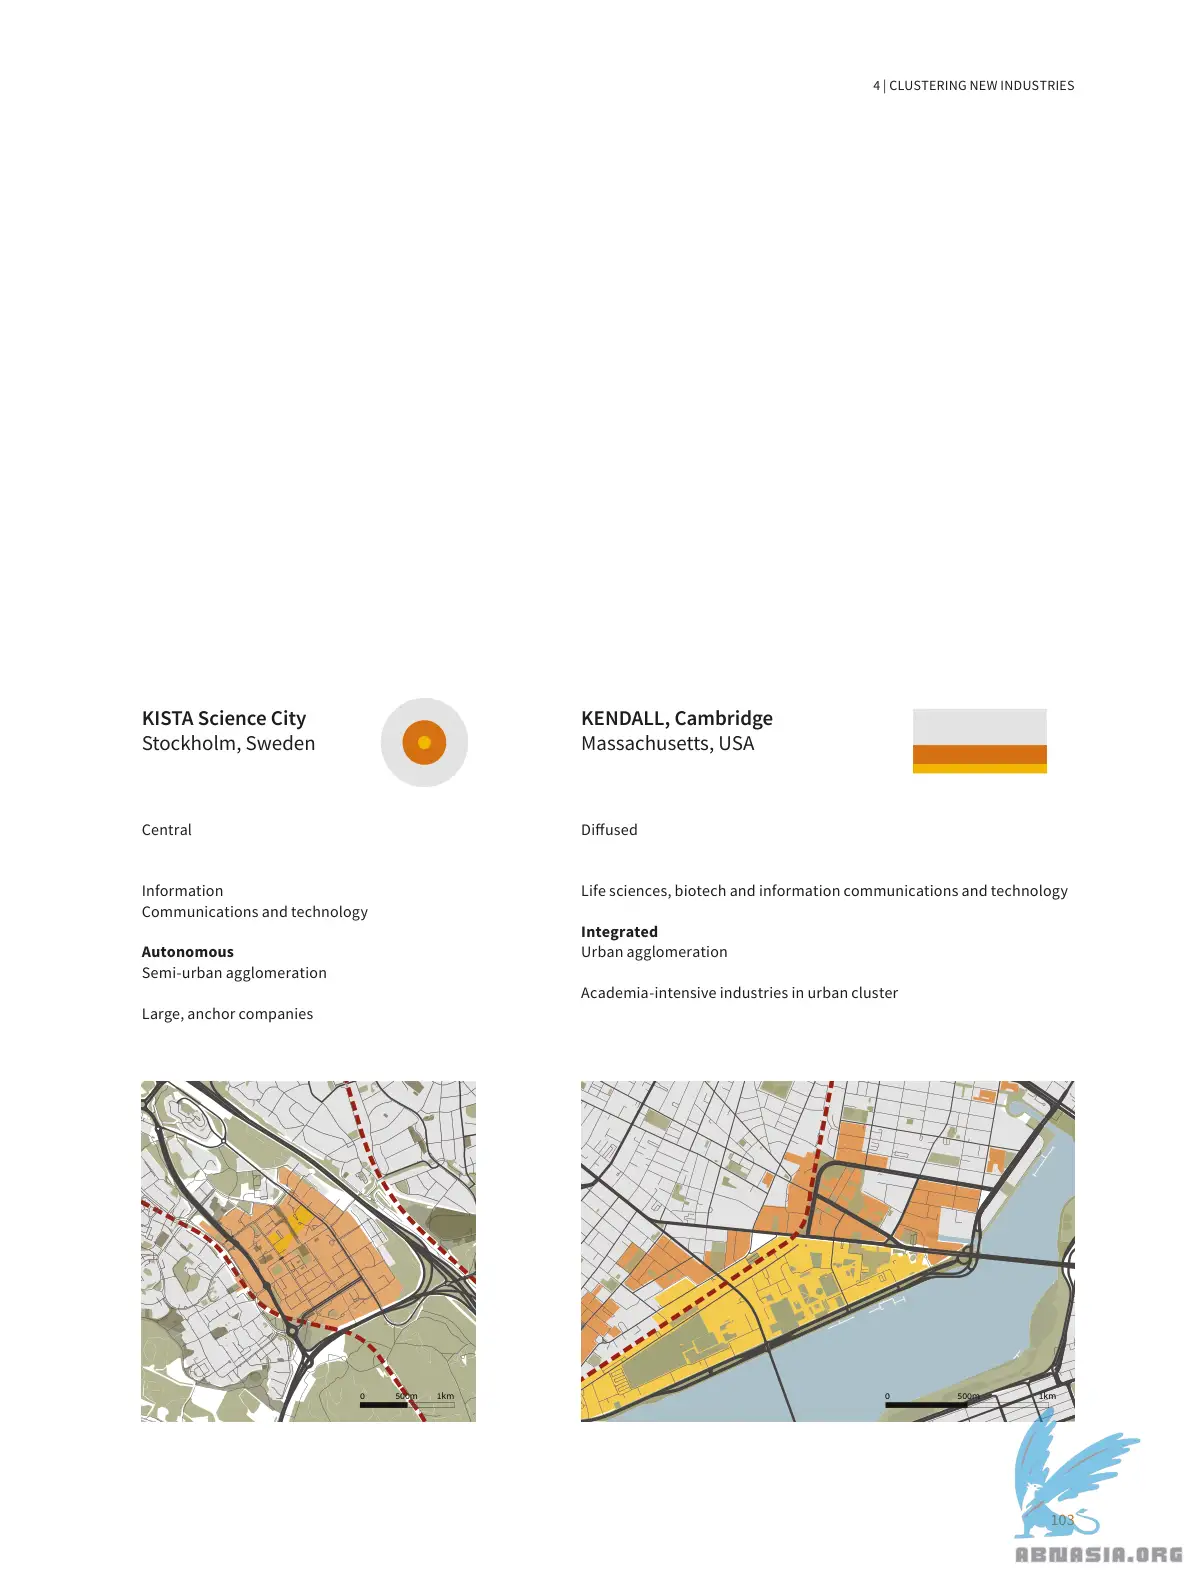 4 | CLUSTERING NEW INDUSTRIES
KISTA Science City
Stockholm, Sweden
Central
Information
Communications and technology
Autonomous
Semi-urban agglomeration
Large, anchor companies
KENDALL, Cambridge
Massachusetts, USA
Diffused
Life sciences, biotech and information communications and technology
Integrated
Urban agglomeration
Academia-intensive industries in urban cluster
0 500m 1km
0 500m 1km
103
ABNASIA.ORG